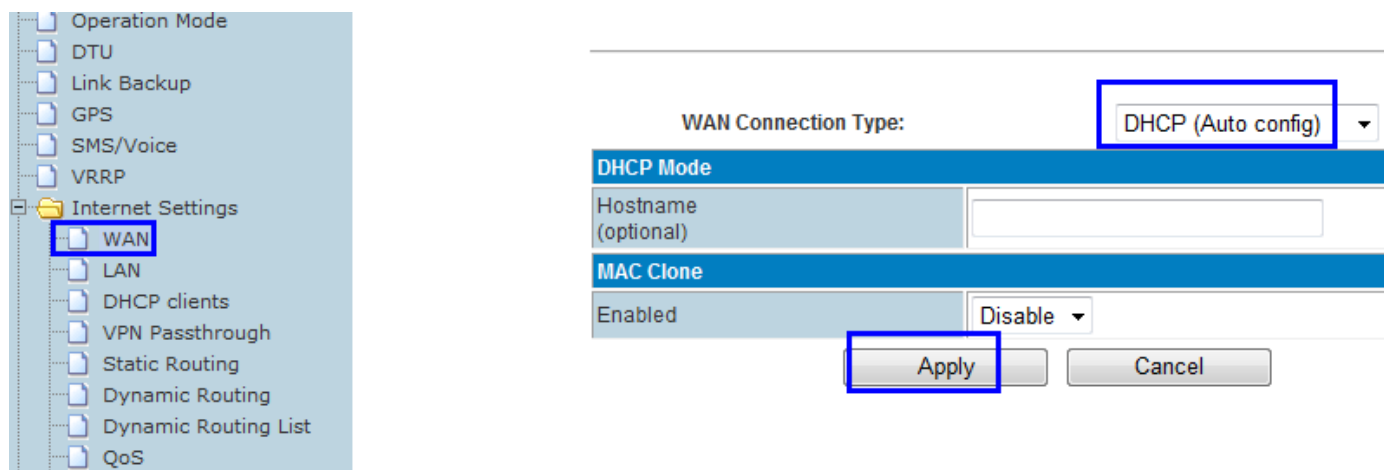 Operation Mode
DTU
Link Backup
GPS
SMS/Voice
VRRP
Internet Settings
WAN
LAN
DHCP clients
VPN Passthrough
Static Routing
Dynamic Routing
Dynamic Routing List
QoS
WAN Connection Type: DHCP (Auto config)
DHCP Mode
Hostname
(optional)
MAC Clone
Enabled Disable
Apply Cancel